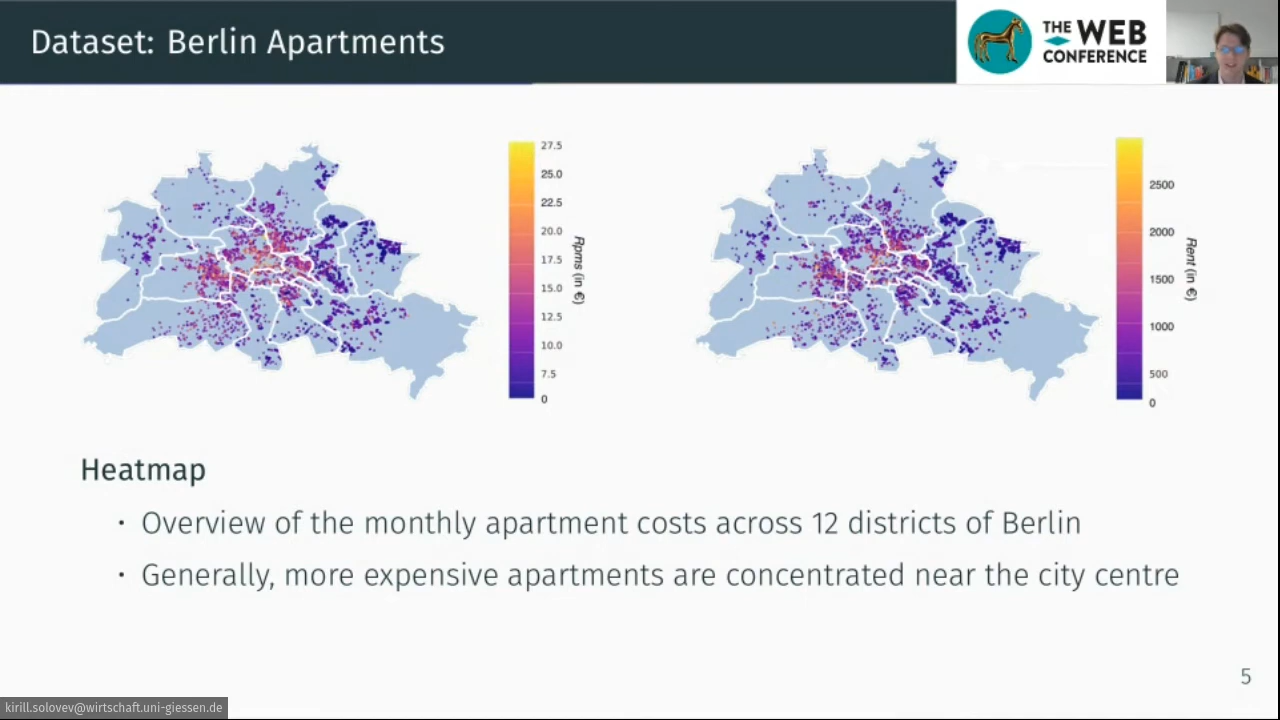 Dataset: Berlin Apartments
THE WEB
CONFERENCE
27.5
25.0
22.5
20.0
17.5
15.0
12.5
10.0
7.5
0
Rpms (in €)
2500
2000
1500
1000
500
0
Rent (in €)
Heatmap
• Overview of the monthly apartment costs across 12 districts of Berlin
• Generally, more expensive apartments are concentrated near the city centre
5
kirill.solovev@wirtschaft.uni-giessen.de